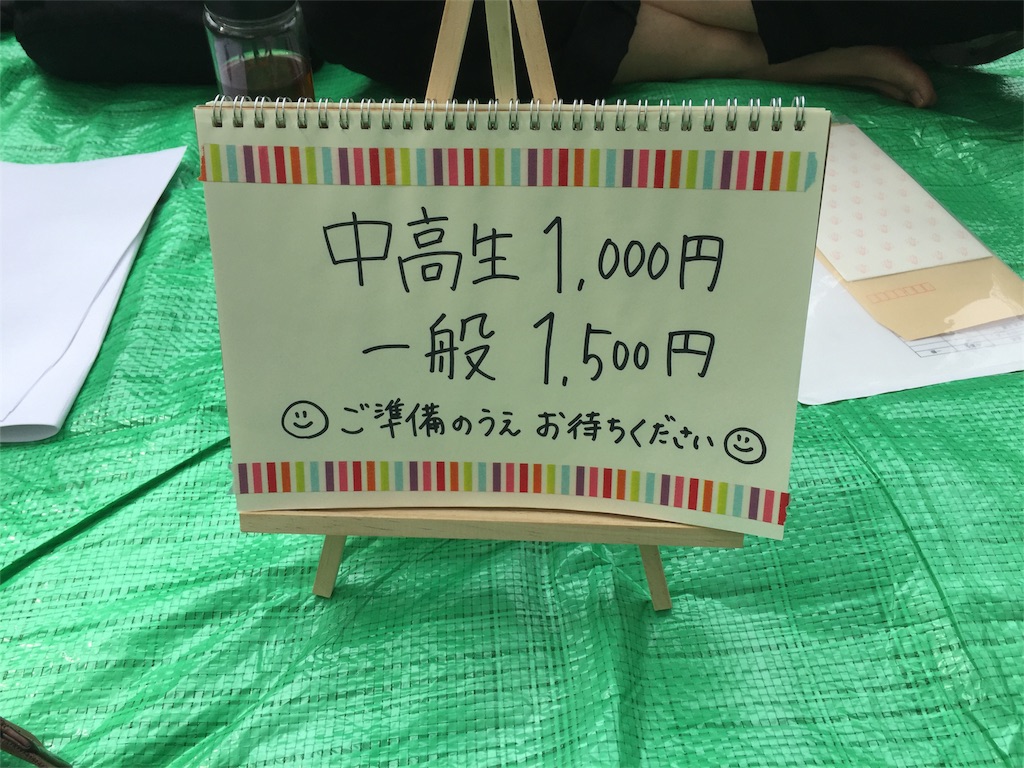 中高生 1,000円
一般 1,500円
ご準備のうえ お待ちください